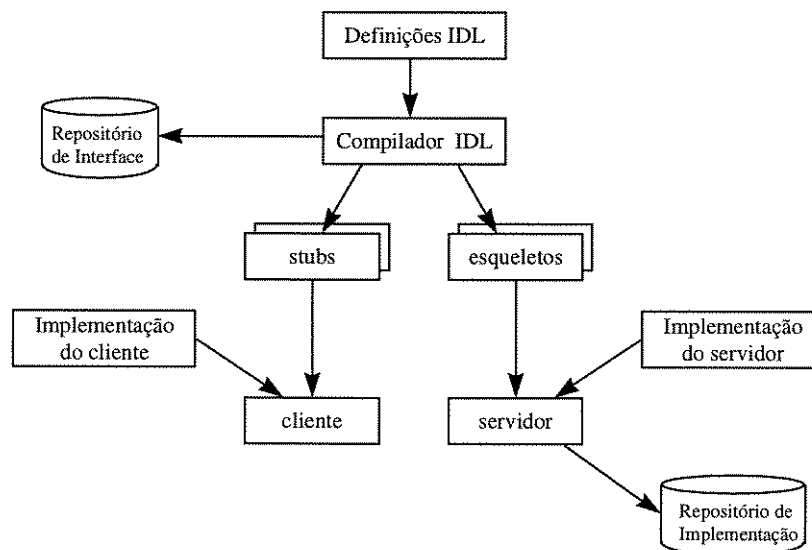 Definições IDL
Repositório
de Interface
Compilador IDL
stubs
esqueletos
Implementação
do cliente
Implementação
do servidor
cliente
servidor
Repositório de
Implementação